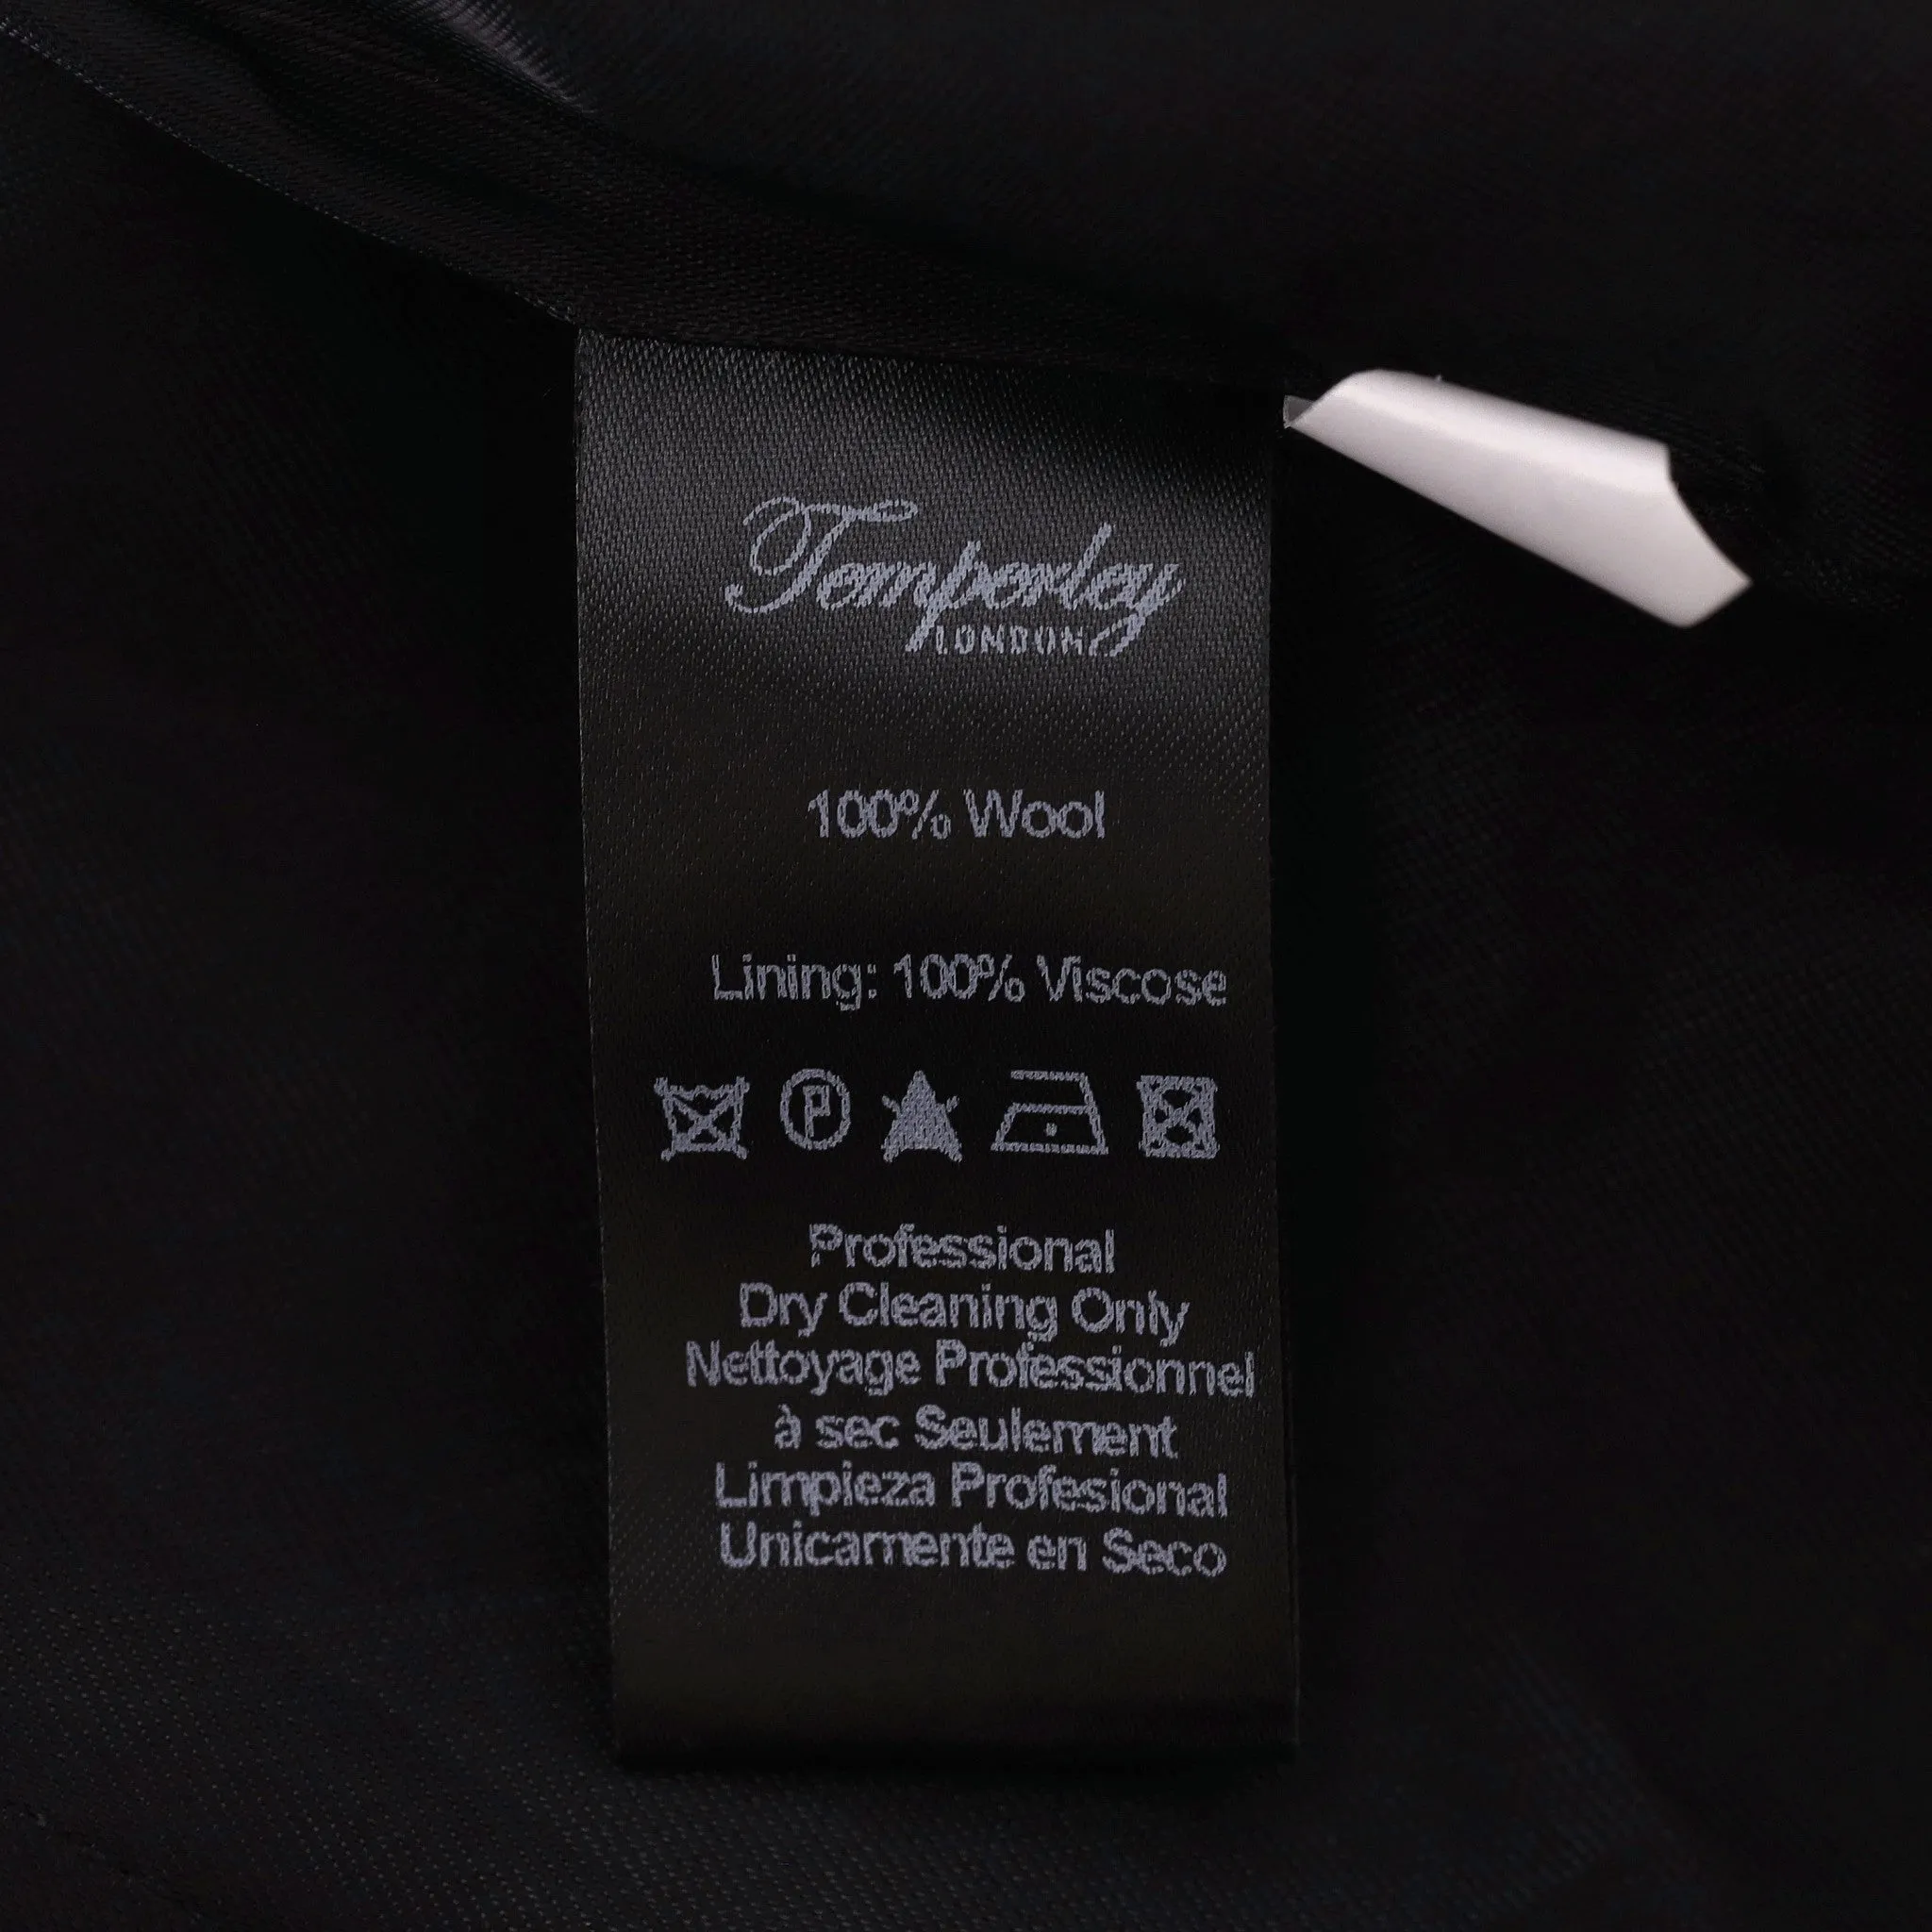 Temperley
LONDON
100% Wool
Lining: 100% Viscose
P
Professional
Dry Cleaning Only
Nettoyage Professionnel
à sec Seulement
Limpieza Profesional
Unicamente en Seco